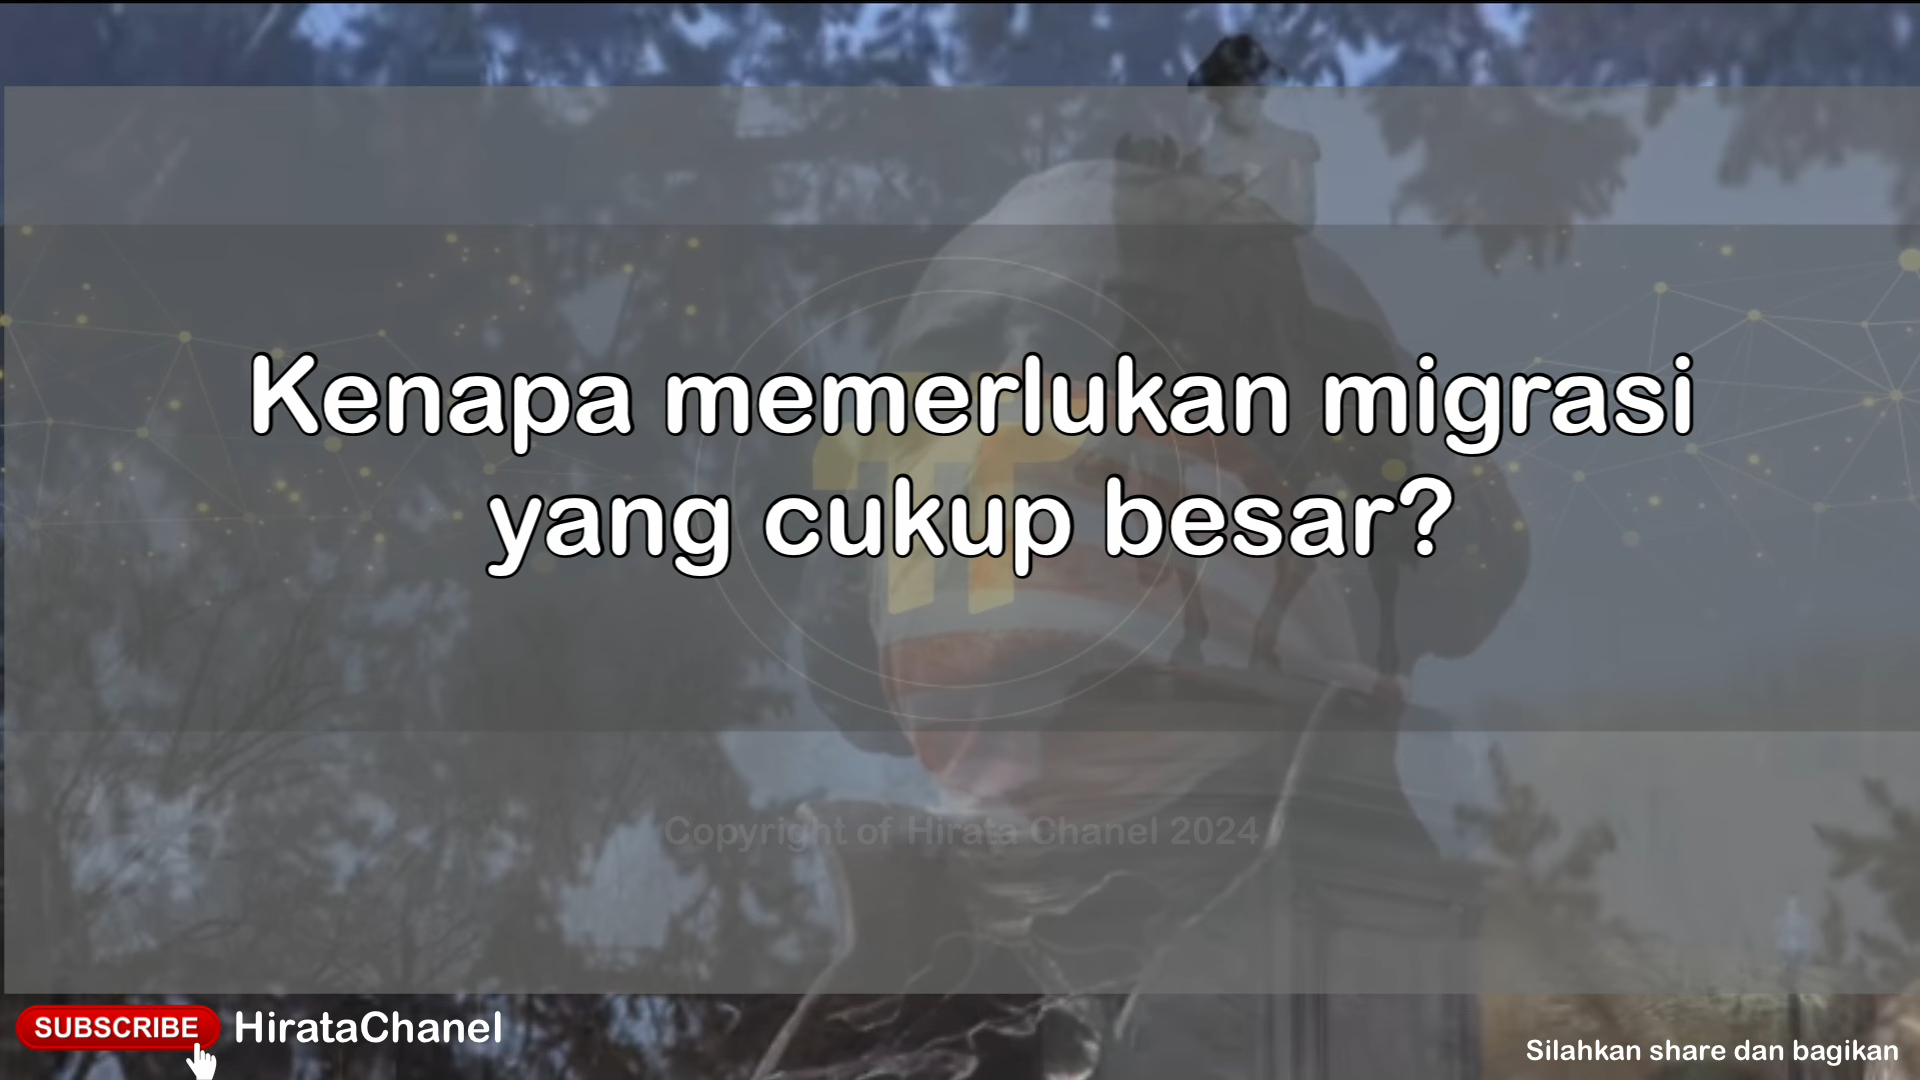 Kenapa memerlukan migrasi
yang cukup besar?
Copyright of Hirata Chanel 2024
SUBSCRIBE HirataChanel
Silahkan share dan bagikan